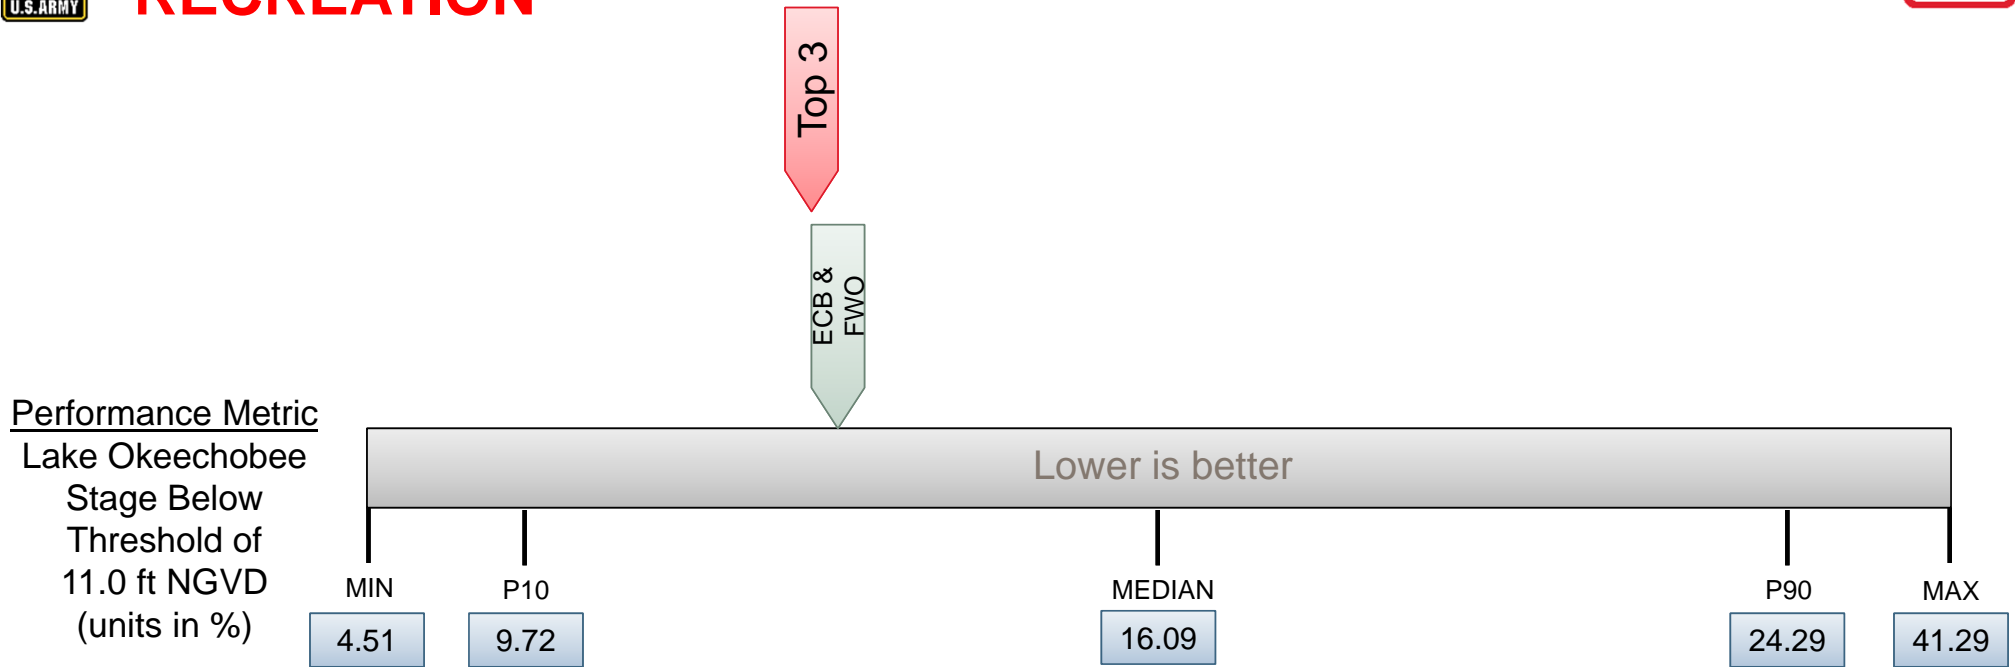 U.S.ARMY
RECREATION
Top 3
ECB &
FWO
Performance Metric
Lake Okeechobee
Stage Below
Threshold of
11.0 ft NGVD
(units in %)
Lower is better
MIN
P10
MEDIAN
P90
MAX
4.51
9.72
16.09
24.29
41.29